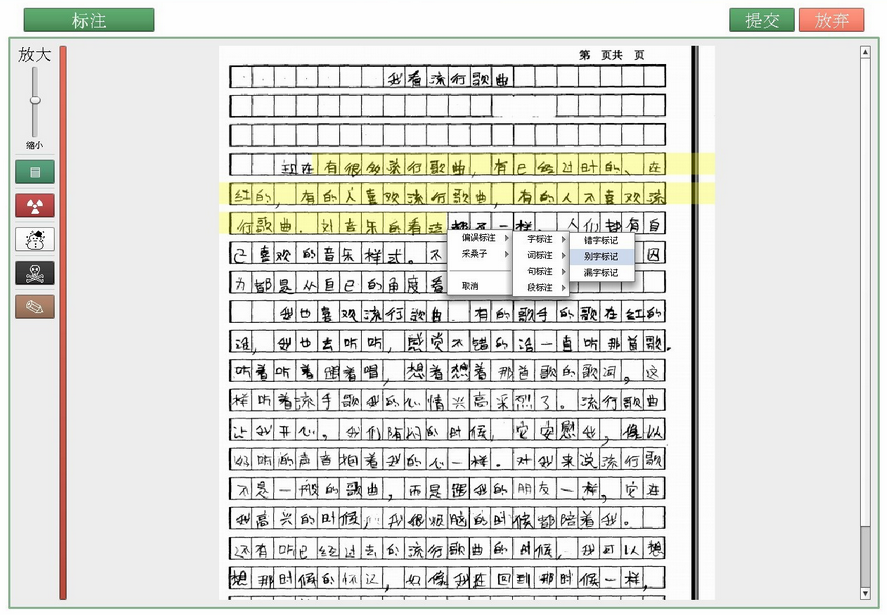 标注
提交 放弃
放大
缩小
第 页共 页
我看流行歌曲
现在有很多流行歌曲，有已经过时的、在
红的，有的人喜欢流行歌曲，有的人不喜欢流
行歌曲。对音乐的看法都不一样。人们都有自
己喜欢的音乐样式。不 因
为都是从自己的角度看
偏误标注
采桑子
取消
字标注
词标注
句标注
段标注
错字标记
别字标记
漏字标记
我也喜欢流行歌曲，有的歌手的歌在红的
，我也去听听，感觉不错的话一直听那首歌。
听着听着跟着唱，想着想着那首歌的歌词，这
样听着流手歌我的心情兴高采烈了。流行歌曲
让我开心。我们陪闷的时候，它安慰我，像以
好听的声音抱着我的心一样。对我来说流行歌
不是一般的歌曲，而是跟我的朋友一样，它在
我高兴的时候，我很烦脑的时候都陪着我。
还有听已经过去的流行歌曲的时候，我可以想
想那时候的怀记，好像我在回到那时候一样，